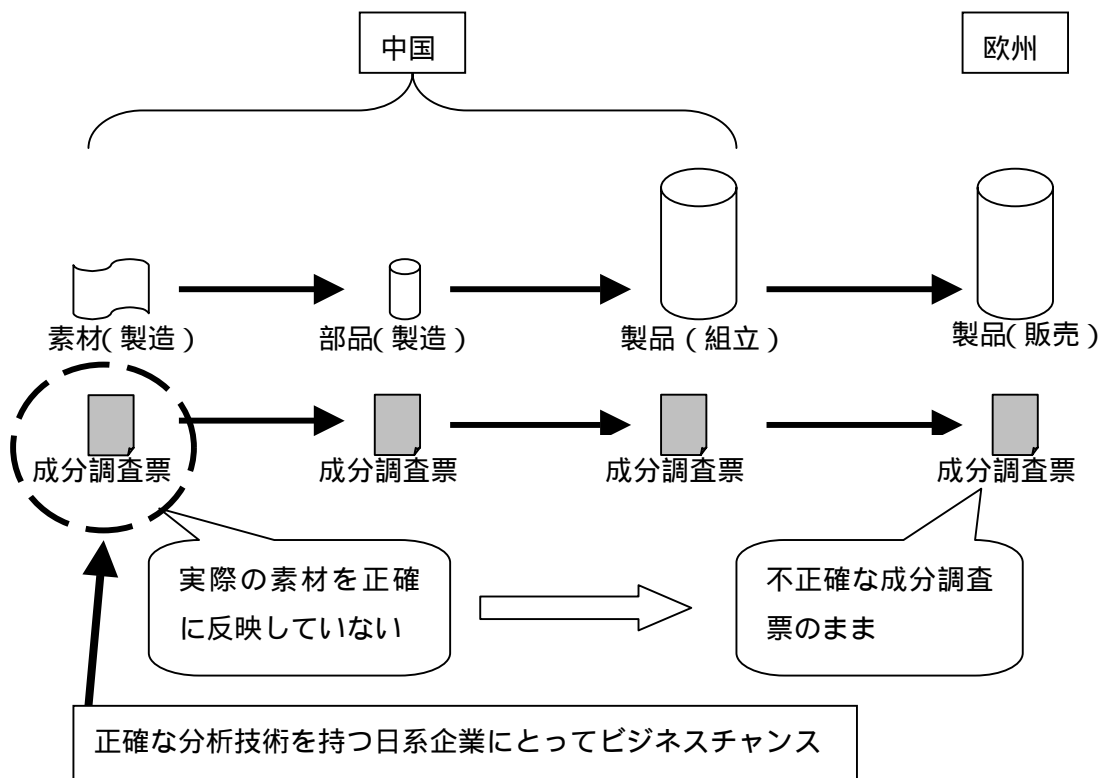 中国
欧州
素材(製造)
部品(製造)
製品(組立)
製品(販売)
成分調査票
成分調査票
成分調査票
成分調査票
実際の素材を正確
に反映していない
不正確な成分調査
票のまま
正確な分析技術を持つ日系企業にとってビジネスチャンス